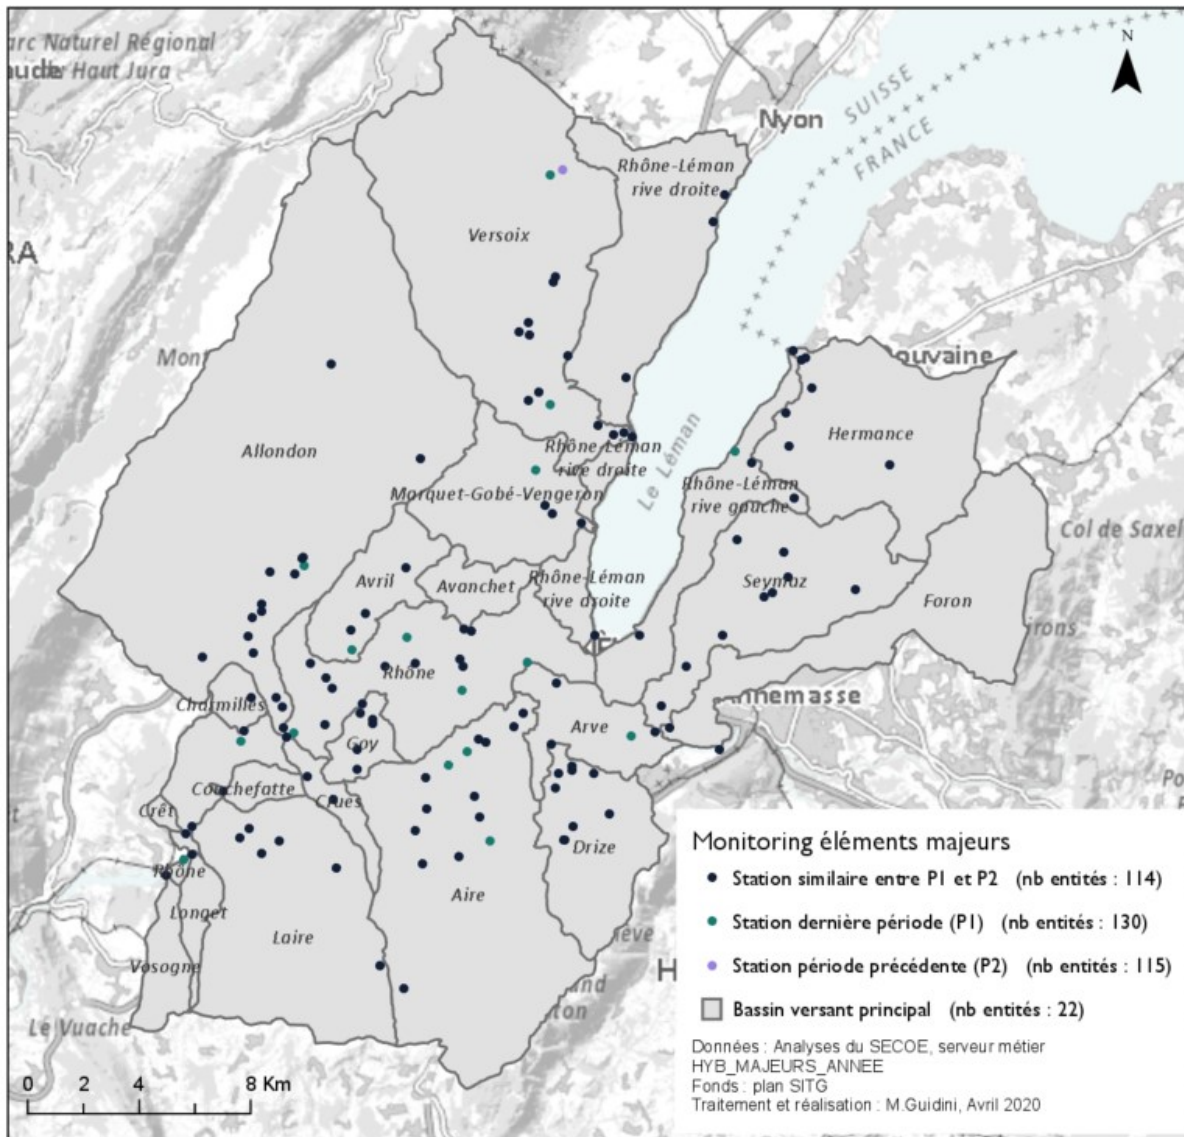 arc Naturel Régional
Haut Jura
N
Nyon
SUISSE
FRANCE
Rhône-Léman
rive droite
Versoix
RA
Mont
ouvaine
Allondon
Hermance
Le Léman
Rhône-Léman
rive droite
Marquet-Gobé-Vengeron
Rhône-Léman
rive gauche
Col de Saxel
Avril
Avanchet
Rhône-Léman
rive droite
Seymaz
Foron
irons
Rhône
Charmilles
nnemasse
Goy
Arve
Couchefatte
Crues
Crêt
Drize
Rhône
Aire
Longet
Laire
Vosogne
Le Vuache
0 2 4 8 Km
Monitoring éléments majeurs
Station similaire entre P1 et P2 (nb entités : 114)
Station dernière période (P1) (nb entités : 130)
Station période précédente (P2) (nb entités : 115)
Bassin versant principal (nb entités : 22)
Données : Analyses du SECOE, serveur métier
HYB_MAJEURS_ANNEE
Fonds : plan SITG
Traitement et réalisation : M.Guidini, Avril 2020